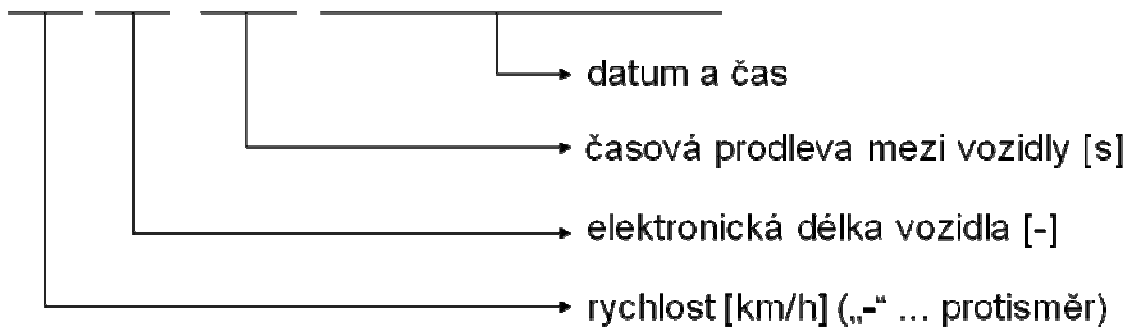 datum a čas
časová prodleva mezi vozidly [s]
elektronická délka vozidla [-]
rychlost [km/h] („-“ ... protisměr)